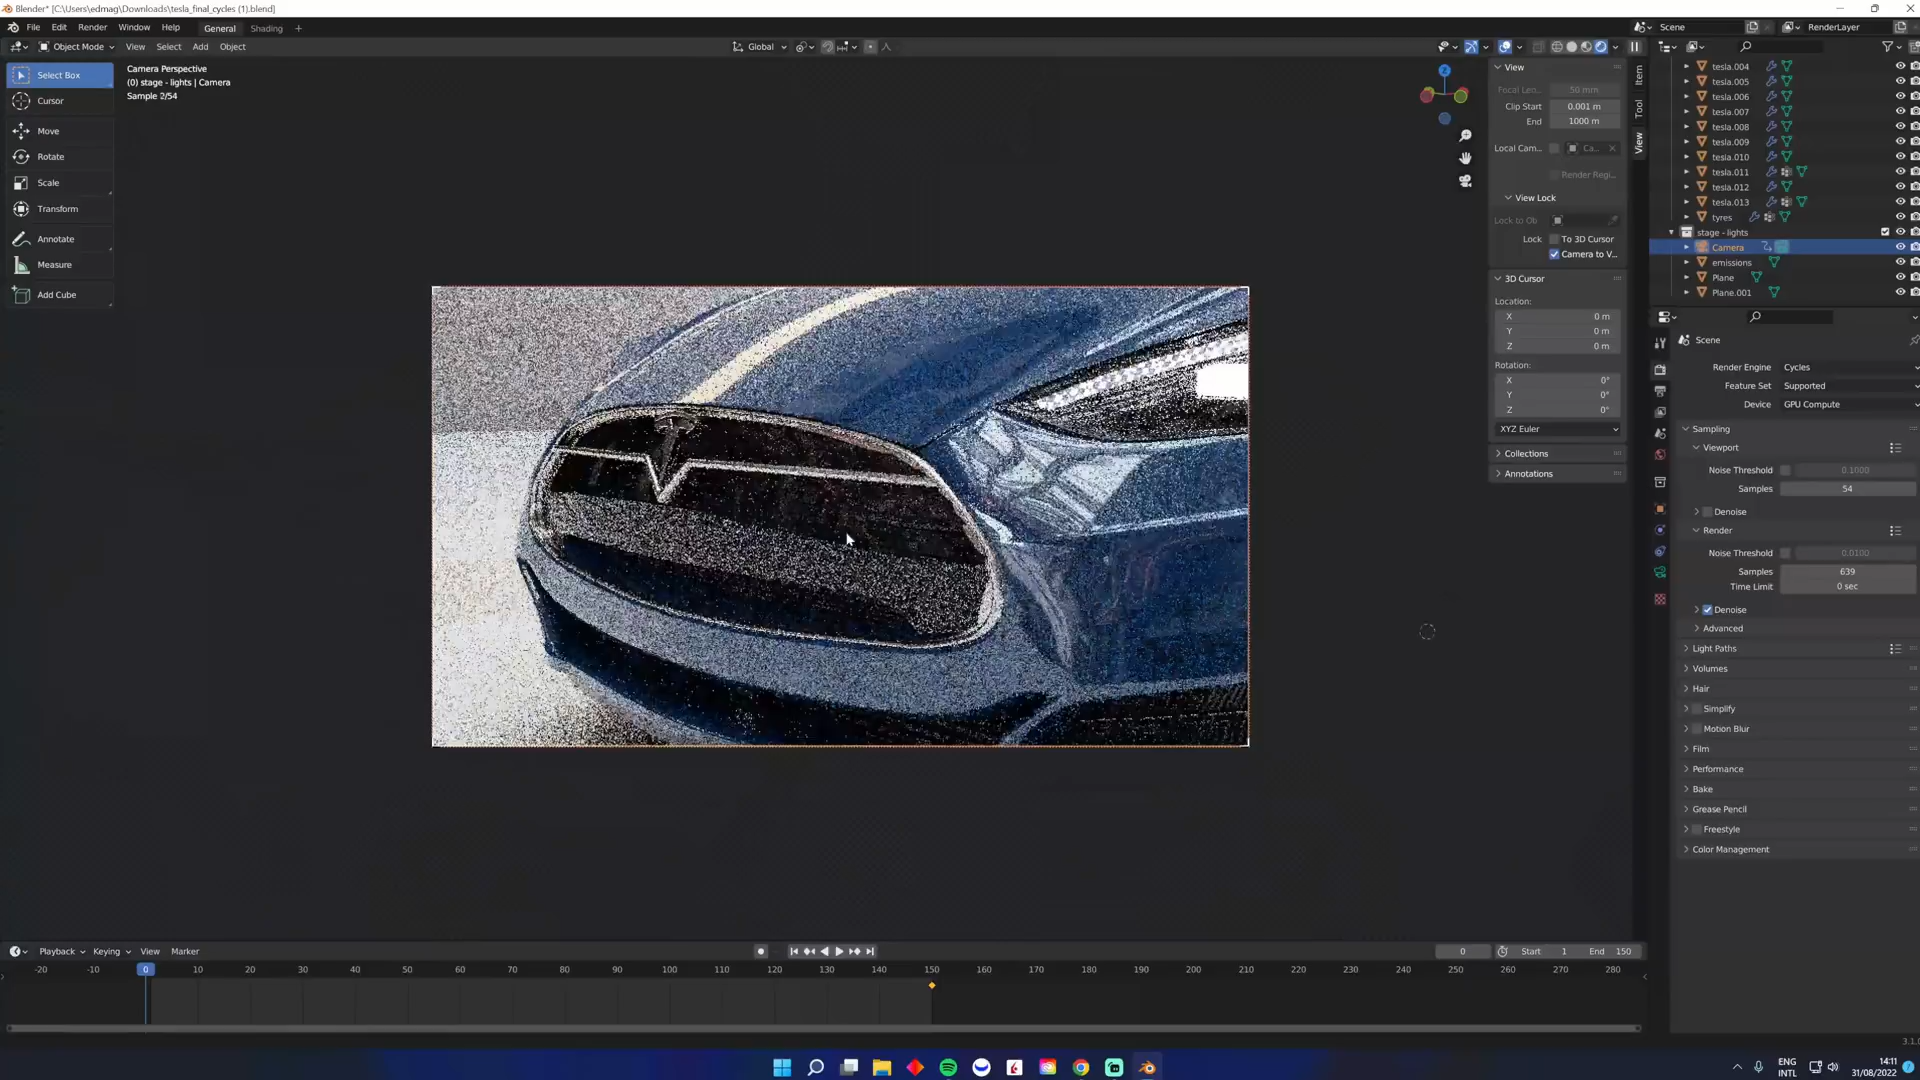 Blender* [C:\Users\edmag\Downloads\tesla_final_cycles (1).blend]
File Edit Render Window Help General Shading +
Scene RenderLayer
Object Mode View Select Add Object Global
Select Box
Cursor
Move
Rotate
Scale
Transform
Annotate
Measure
Add Cube
Camera Perspective
(0) stage - lights | Camera
Sample 2/54
Z
View
Focal Len... 50 mm
Clip Start 0.001 m
End 1000 m
Local Cam... Ca...
Render Regi...
View Lock
Lock to Ob
Lock To 3D Cursor
Camera to V...
3D Cursor
Location:
X 0 m
Y 0 m
Z 0 m
Rotation:
X 0°
Y 0°
Z 0°
XYZ Euler
Collections
Annotations
Item
Tool
View
tesla.004
tesla.005
tesla.006
tesla.007
tesla.008
tesla.009
tesla.010
tesla.011
tesla.012
tesla.013
tyres
stage - lights
Camera
emissions
Plane
Plane.001
Scene
Render Engine Cycles
Feature Set Supported
Device GPU Compute
Sampling
Viewport
Noise Threshold 0.1000
Samples 54
Denoise
Render
Noise Threshold 0.0100
Samples 639
Time Limit 0 sec
Denoise
Advanced
Light Paths
Volumes
Hair
Simplify
Motion Blur
Film
Performance
Bake
Grease Pencil
Freestyle
Color Management
Playback Keying View Marker 0 Start 1 End 150
-20 -10 0 10 20 30 40 50 60 70 80 90 100 110 120 130 140 150 160 170 180 190 200 210 220 230 240 250 260 270 280
3.1.
ENG
INTL
14:11
31/08/2022